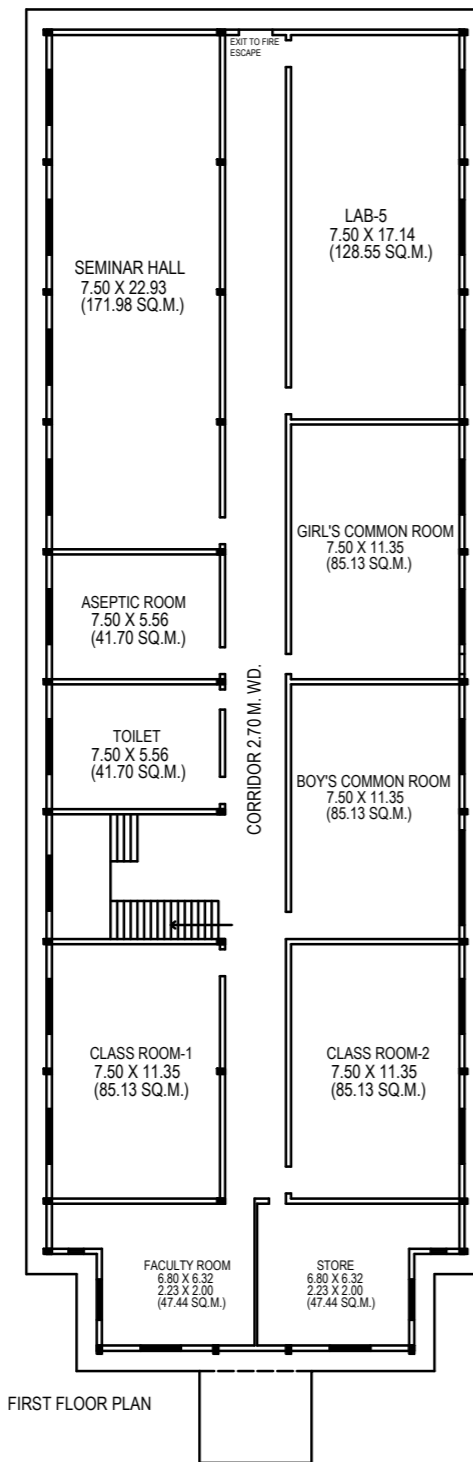 EXIT TO FIRE
ESCAPE
LAB-5
7.50 X 17.14
(128.55 SQ.M.)
SEMINAR HALL
7.50 X 22.93
(171.98 SQ.M.)
GIRL'S COMMON ROOM
7.50 X 11.35
(85.13 SQ.M.)
ASEPTIC ROOM
7.50 X 5.56
(41.70 SQ.M.)
CORRIDOR 2.70 M. WD.
TOILET
7.50 X 5.56
(41.70 SQ.M.)
BOY'S COMMON ROOM
7.50 X 11.35
(85.13 SQ.M.)
CLASS ROOM-1
7.50 X 11.35
(85.13 SQ.M.)
CLASS ROOM-2
7.50 X 11.35
(85.13 SQ.M.)
FACULTY ROOM
6.80 X 6.32
2.23 X 2.00
(47.44 SQ.M.)
STORE
6.80 X 6.32
2.23 X 2.00
(47.44 SQ.M.)
FIRST FLOOR PLAN